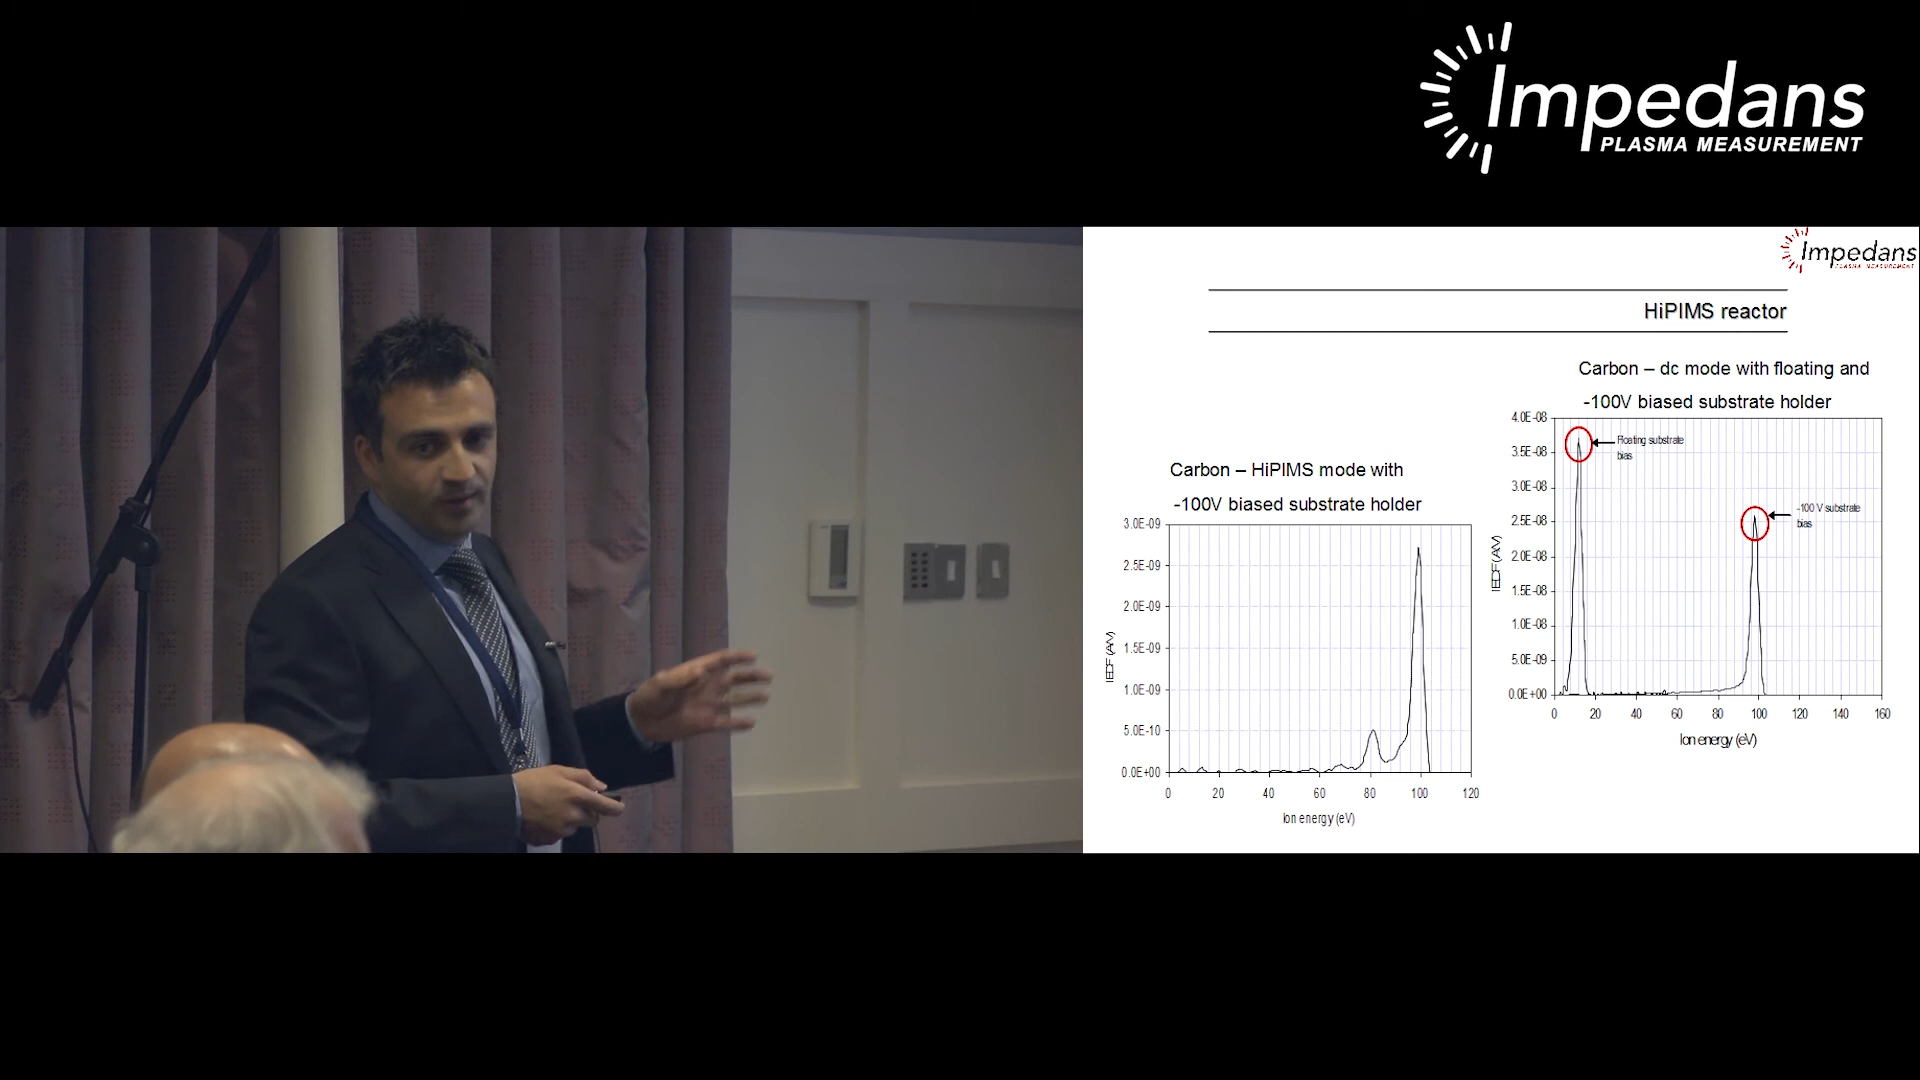 Impedans
PLASMA MEASUREMENT
Impedans
PLASMA MEASUREMENT
HiPIMS reactor
Carbon – dc mode with floating and
-100V biased substrate holder
4.0E-08
3.5E-08
3.0E-08
2.5E-08
2.0E-08
1.5E-08
1.0E-08
5.0E-09
0.0E+00
IEDF (A/V)
Floating substrate
bias
-100 V substrate
bias
0 20 40 60 80 100 120 140 160
Ion energy (eV)
Carbon – HiPIMS mode with
-100V biased substrate holder
3.0E-09
2.5E-09
2.0E-09
1.5E-09
1.0E-09
5.0E-10
0.0E+00
IEDF (A/V)
0 20 40 60 80 100 120
Ion energy (eV)